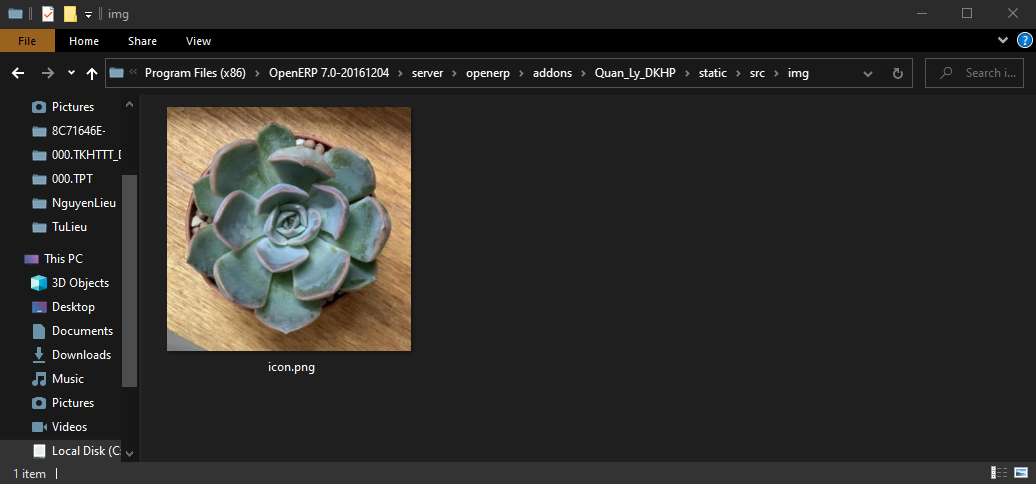 img
File Home Share View
Program Files (x86) OpenERP 7.0-20161204 server openerp addons Quan_Ly_DKHP static src img
Search i...
Pictures
8C71646E-
000.TKHTTT_D
000.TPT
NguyenLieu
TuLieu
This PC
3D Objects
Desktop
Documents
Downloads
Music
Pictures
Videos
Local Disk (C:
icon.png
1 item